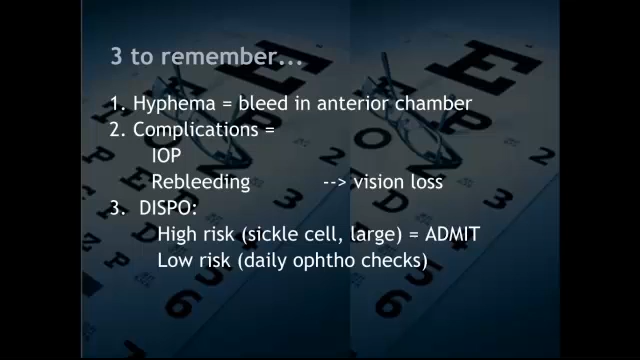 3 to remember...
1. Hyphema = bleed in anterior chamber
2. Complications =
IOP
Rebleeding --> vision loss
3. DISPO:
High risk (sickle cell, large) = ADMIT
Low risk (daily ophtho checks)